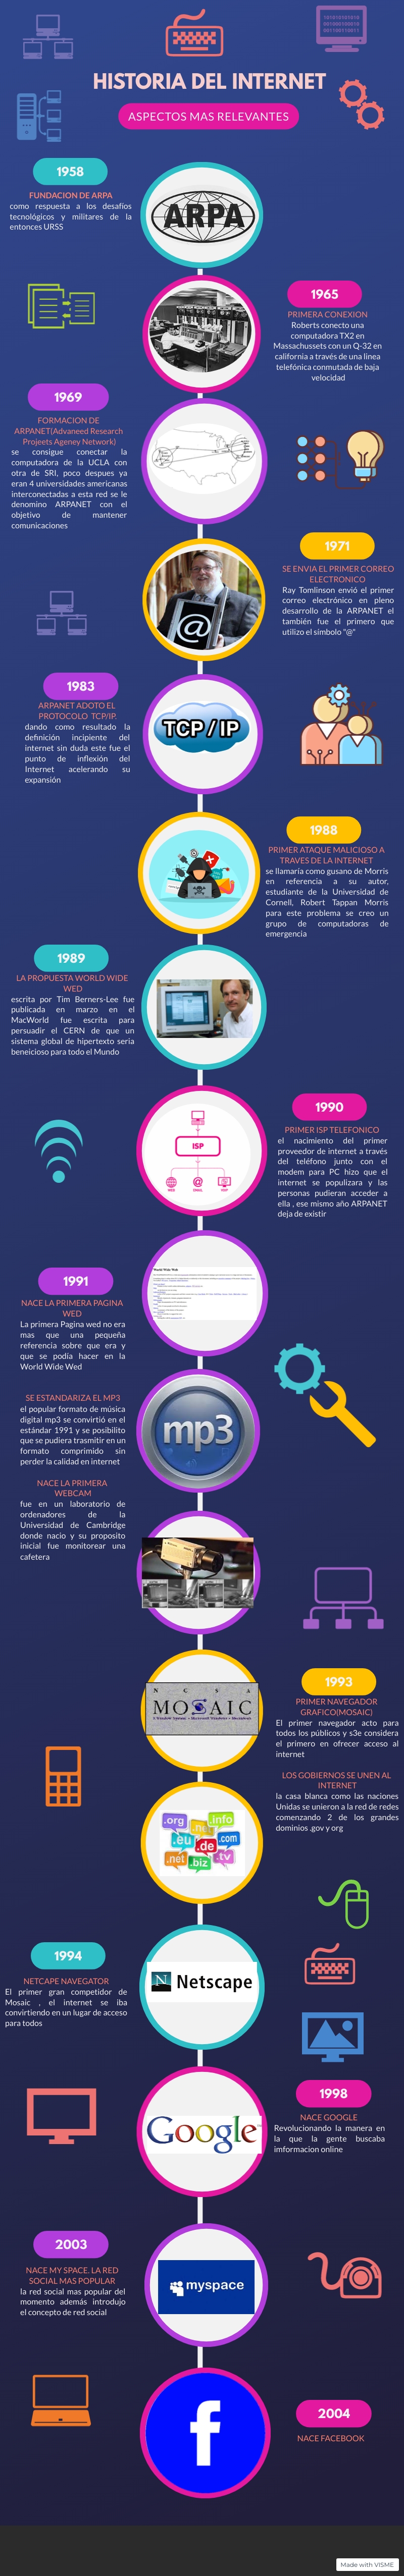 101010101010
001010001000
001100110011
HISTORIA DEL INTERNET
ASPECTOS MAS RELEVANTES
1958
FUNDACION DE ARPA
como respuesta a los desafíos
tecnológicos y militares de la
entonces URSS
ARPA
1965
PRIMERA CONEXION
Roberts conecto una
computadora TX2 en
Massachussets con un Q-32 en
california a través de una linea
telefónica conmutada de baja
velocidad
1969
FORMACION DE
ARPANET(Advaneed Research
Projeets Ageney Network)
se consigue conectar la
computadora de la UCLA con
otra de SRI, poco despues ya
eran 4 universidades americanas
interconectadas a esta red se le
denomino ARPANET con el
objetivo de mantener
comunicaciones
1971
SE ENVIA EL PRIMER CORREO
ELECTRONICO
Ray Tomlinson envió el primer
correo electrónico en pleno
desarrollo de la ARPANET el
también fue el primero que
utilizo el símbolo "@"
@
1983
ARPANET ADOTO EL
PROTOCOLO TCP/IP.
dando como resultado la
definición incipiente del
internet sin duda este fue el
punto de inflexión del
Internet acelerando su
expansión
TCP / IP
1988
PRIMER ATAQUE MALICIOSO A
TRAVES DE LA INTERNET
se llamaría como gusano de Morris
en referencia a su autor,
estudiante de la Universidad de
Cornell, Robert Tappan Morris
para este problema se creo un
grupo de computadoras de
emergencia
1989
LA PROPUESTA WORLD WIDE
WED
escrita por Tim Berners-Lee fue
publicada en marzo en el
MacWorld fue escrita para
persuadir el CERN de que un
sistema global de hipertexto seria
beneicioso para todo el Mundo
1990
PRIMER ISP TELEFONICO
el nacimiento del primer
proveedor de internet a través
del teléfono junto con el
modem para PC hizo que el
internet se popularizara y las
personas pudieran acceder a
ella , ese mismo año ARPANET
deja de existir
ISP
WEB
EMAIL
VOIP
1991
NACE LA PRIMERA PAGINA
WED
La primera Pagina wed no era
mas que una pequeña
referencia sobre que era y
que se podía hacer en la
World Wide Wed
World Wide Web
SE ESTANDARIZA EL MP3
el popular formato de música
digital mp3 se convirtió en el
estándar 1991 y se posibilito
que se pudiera trasmitir en un
formato comprimido sin
perder la calidad en internet
mp3
NACE LA PRIMERA
WEBCAM
fue en un laboratorio de
ordenadores de la
Universidad de Cambridge
donde nacio y su proposito
inicial fue monitorear una
cafetera
NCSA
MOSAIC
1993
PRIMER NAVEGADOR
GRAFICO(MOSAIC)
El primer navegador acto para
todos los públicos y s3e considera
el primero en ofrecer acceso al
internet
LOS GOBIERNOS SE UNEN AL
INTERNET
la casa blanca como las naciones
Unidas se unieron a la red de redes
comenzando 2 de los grandes
dominios .gov y org
.org
.info
.eu
.de
.com
.net
.biz
.tv
1994
NETCAPE NAVEGATOR
El primer gran competidor de
Mosaic , el internet se iba
convirtiendo en un lugar de acceso
para todos
N
Netscape
1998
NACE GOOGLE
Revolucionando la manera en
la que la gente buscaba
imformacion online
Google
2003
NACE MY SPACE. LA RED
SOCIAL MAS POPULAR
la red social mas popular del
momento además introdujo
el concepto de red social
myspace
f
2004
NACE FACEBOOK
Made with VISME